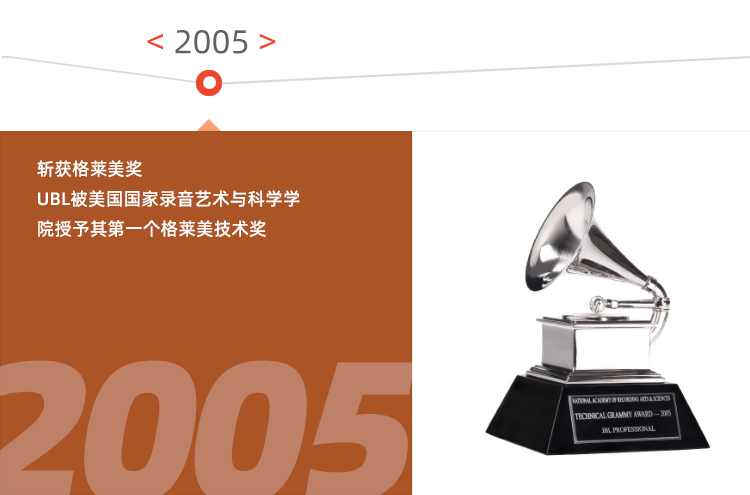 < 2005 >
斩获格莱美奖
UBL被美国国家录音艺术与科学学
院授予其第一个格莱美技术奖
2005
NATIONAL ACADEMY OF RECORDING ARTS & SCIENCES
TECHNICAL GRAMMY AWARD — 2005
JBL PROFESSIONAL